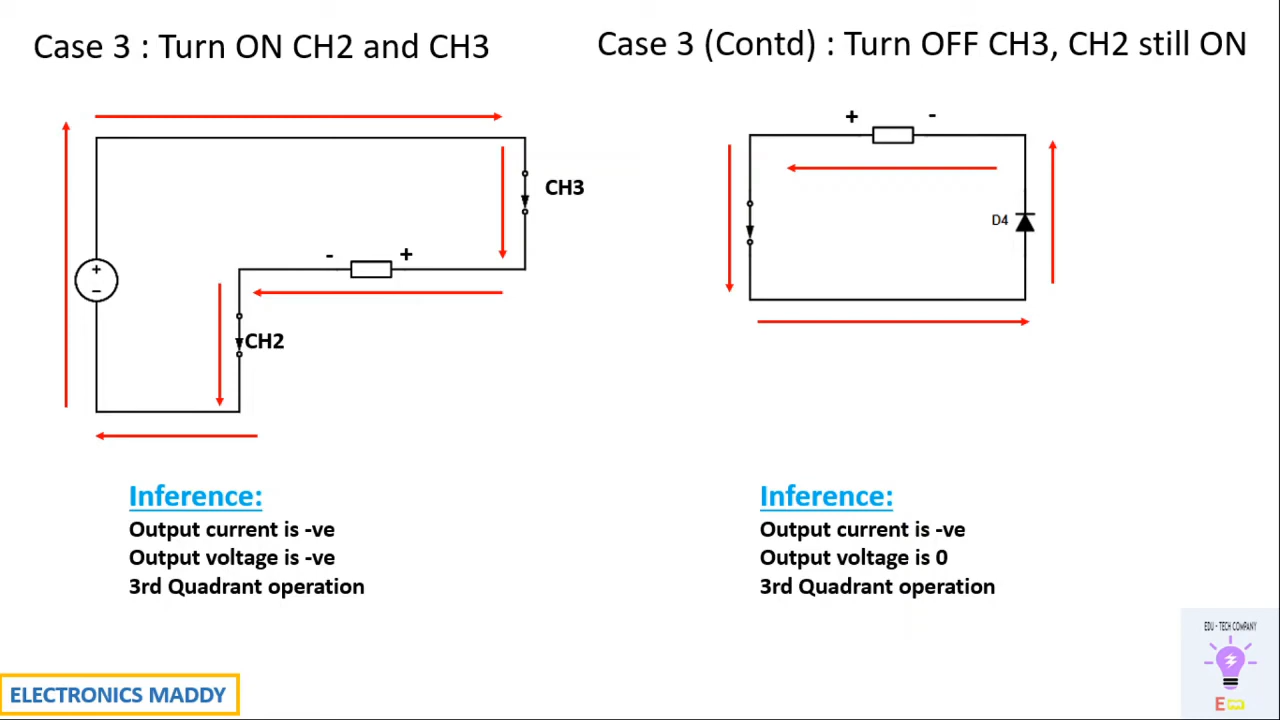 Case 3 : Turn ON CH2 and CH3
+
-
CH3
- +
+
−
CH2
Inference:
Output current is -ve
Output voltage is -ve
3rd Quadrant operation
Case 3 (Contd) : Turn OFF CH3, CH2 still ON
+ -
D4
Inference:
Output current is -ve
Output voltage is 0
3rd Quadrant operation
ELECTRONICS MADDY
EDU - TECH COMPANY
Em